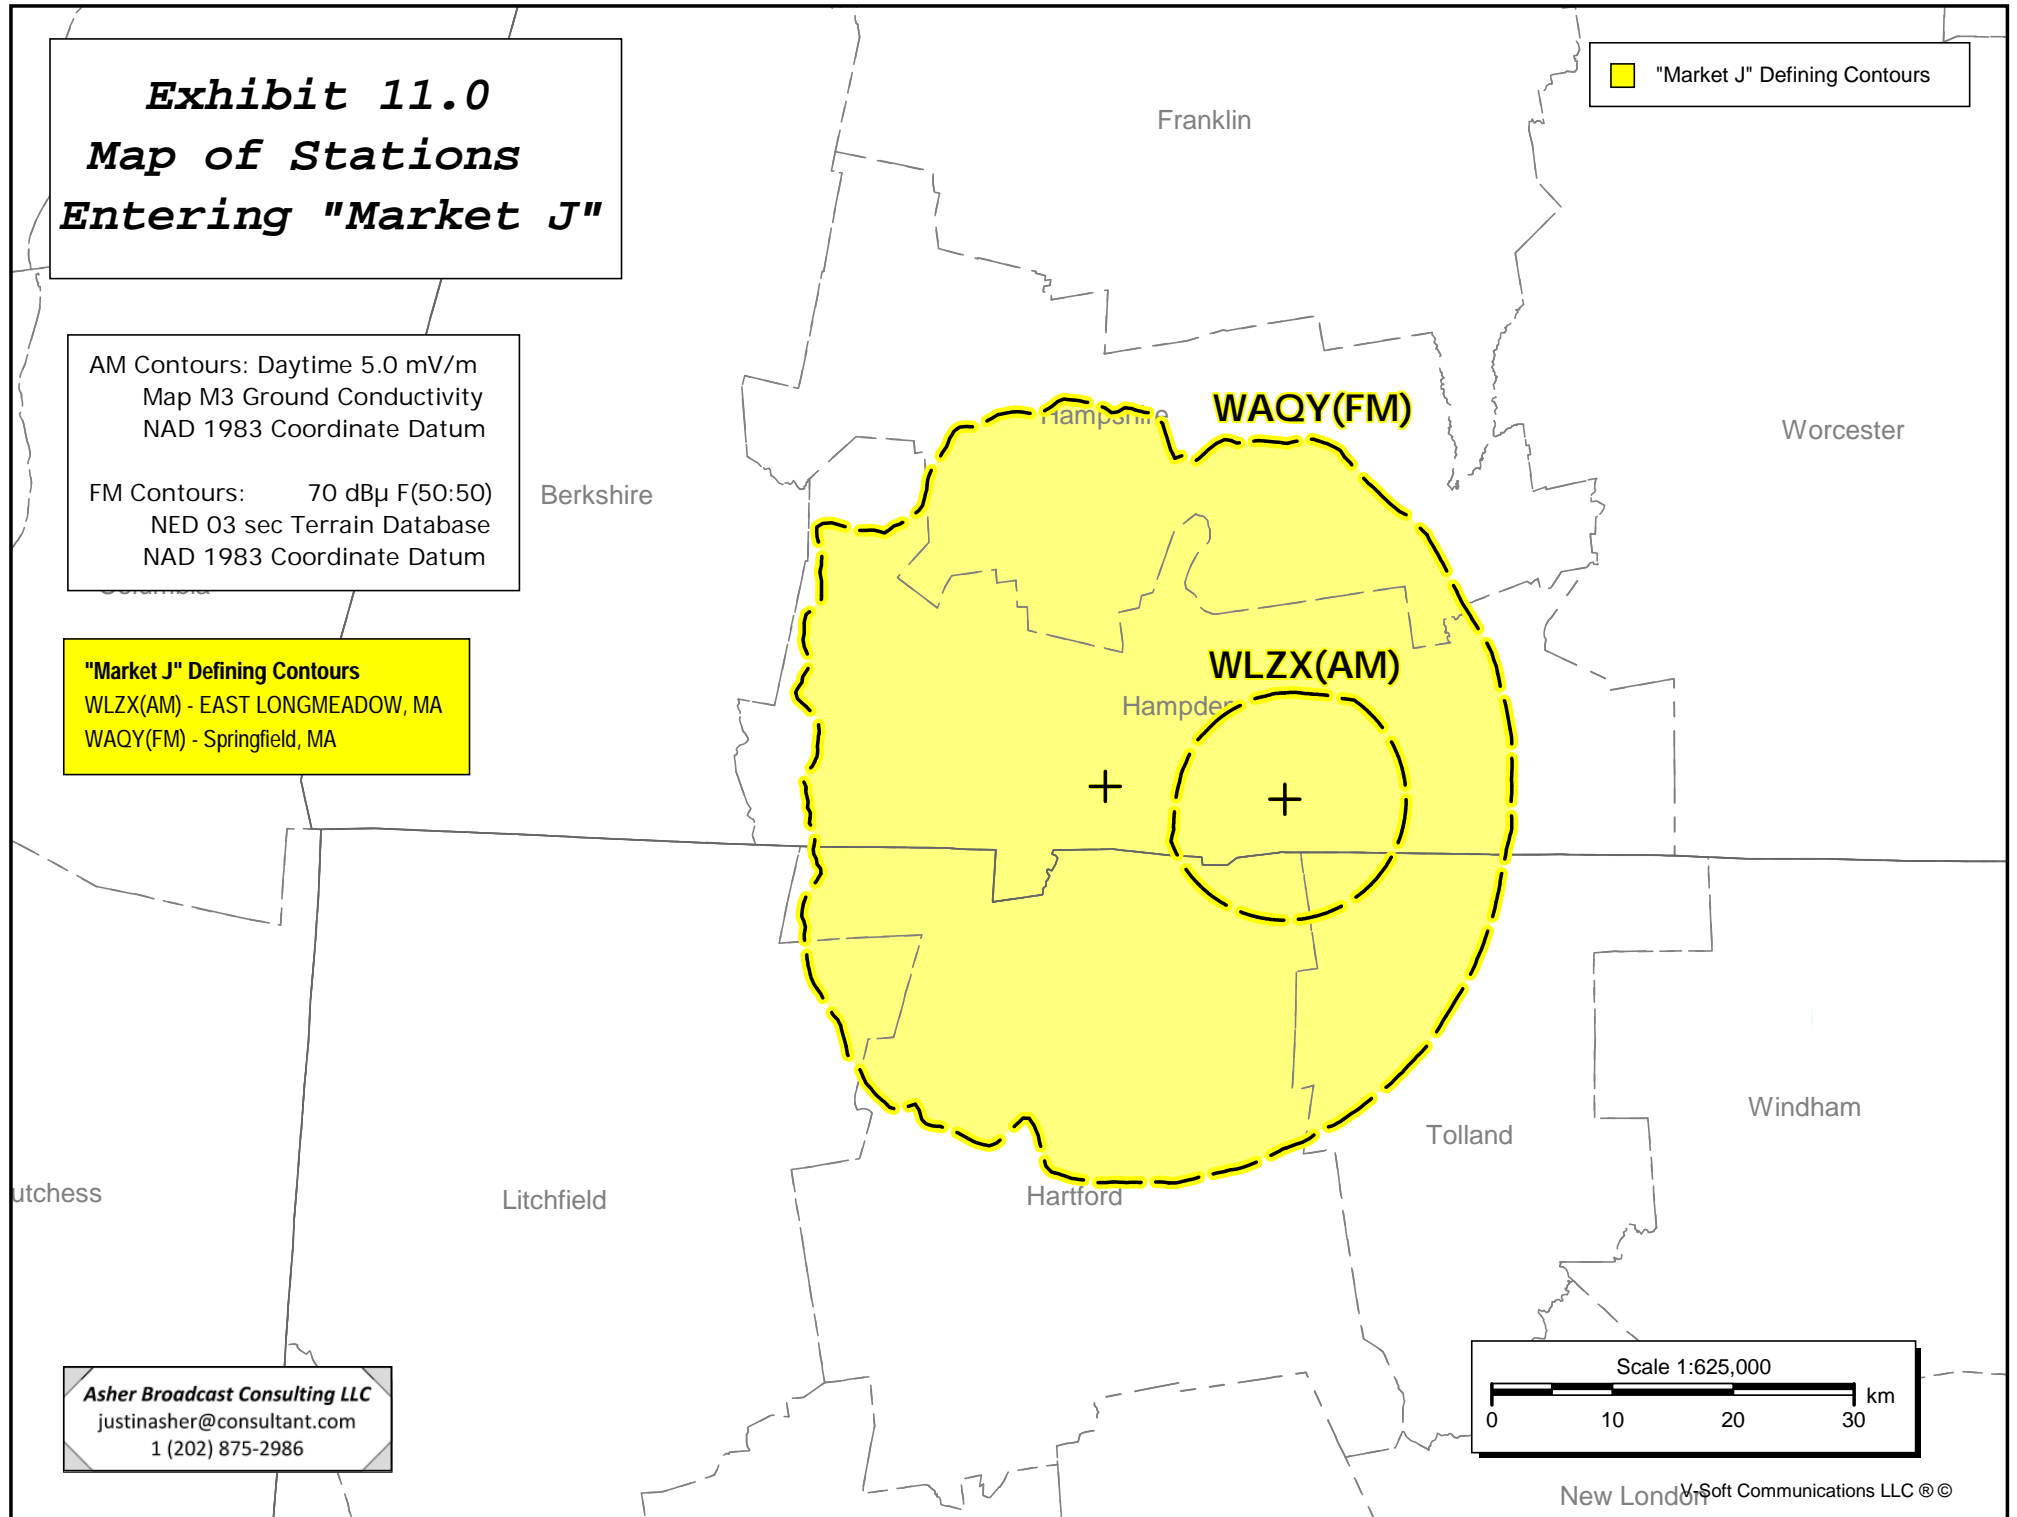 Exhibit 11.0
Map of Stations
Entering "Market J"
"Market J" Defining Contours
Franklin
AM Contours: Daytime 5.0 mV/m
Map M3 Ground Conductivity
NAD 1983 Coordinate Datum
FM Contours: 70 dBµ F(50:50)
NED 03 sec Terrain Database
NAD 1983 Coordinate Datum
Hampshire
WAQY(FM)
Worcester
Berkshire
"Market J" Defining Contours
WLZX(AM) - EAST LONGMEADOW, MA
WAQY(FM) - Springfield, MA
WLZX(AM)
Hampden
Windham
Tolland
utchess
Litchfield
Hartford
Asher Broadcast Consulting LLC
justinasher@consultant.com
1 (202) 875-2986
Scale 1:625,000
km
0 10 20 30
New London
V-Soft Communications LLC ® ©